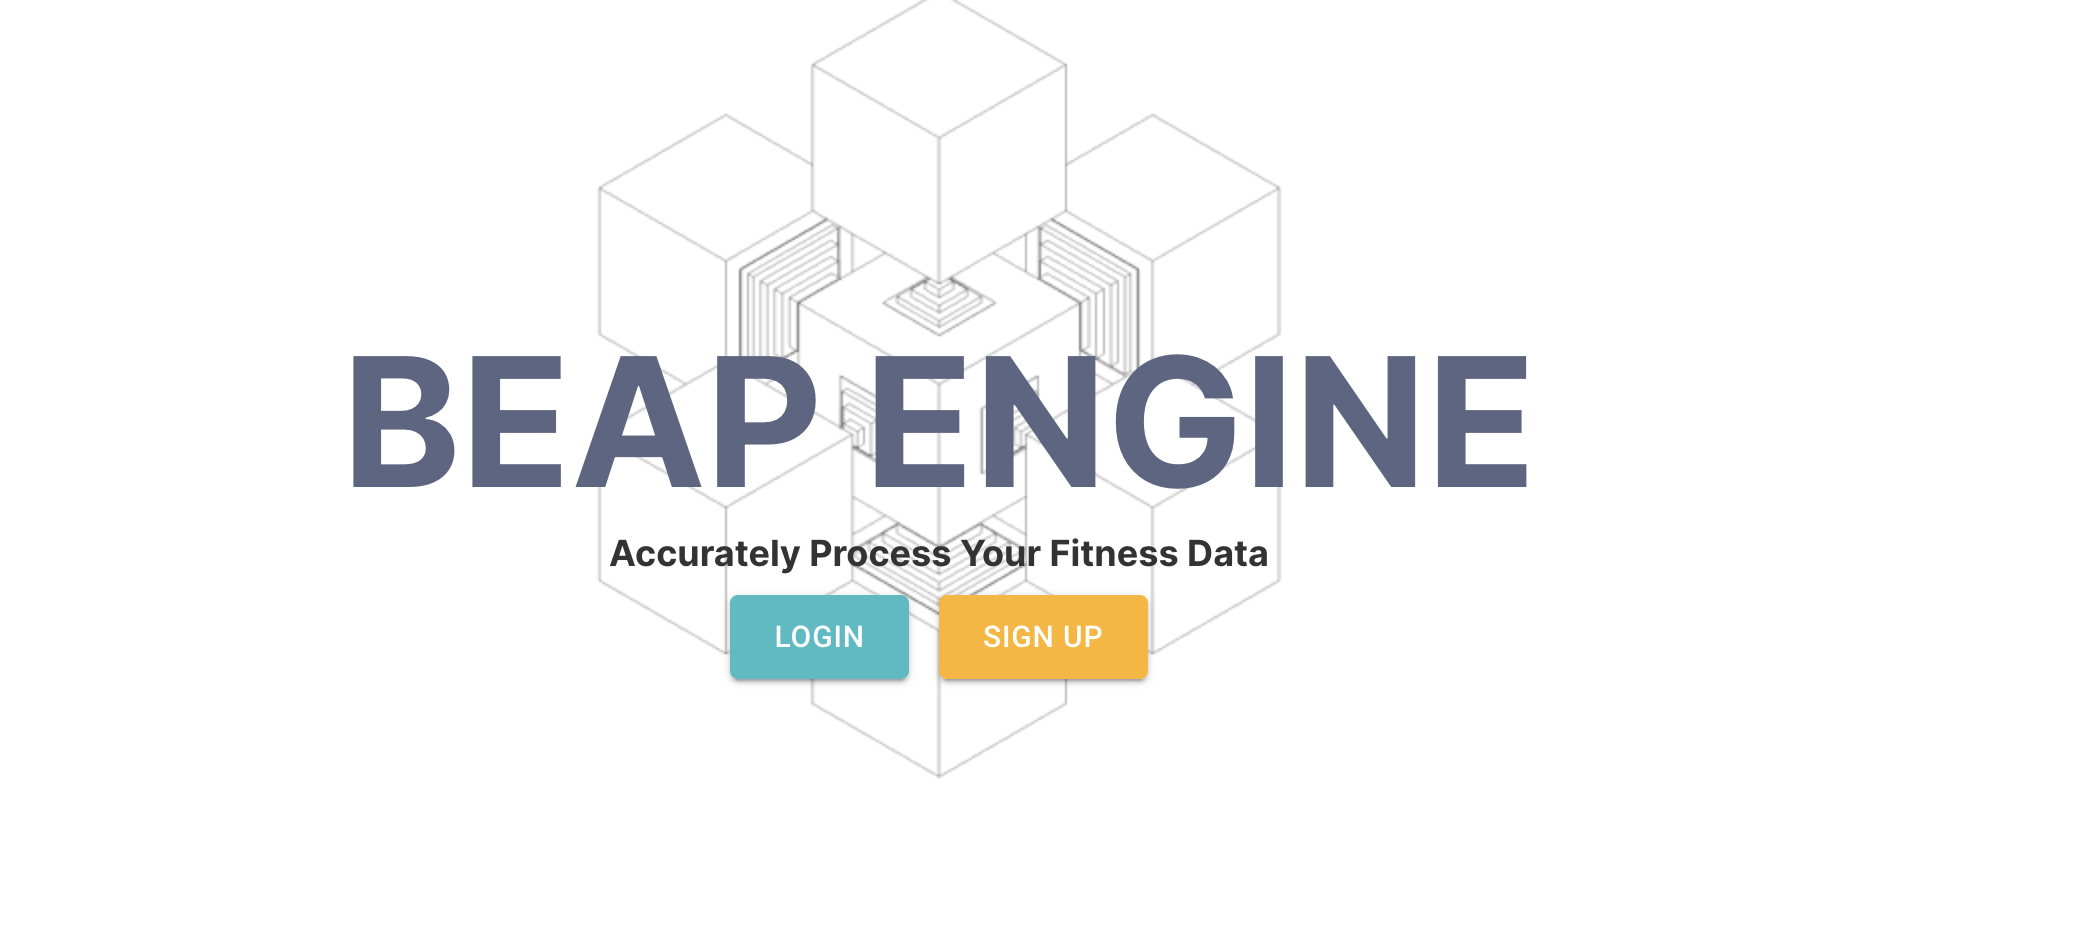 BEAP ENGINE
Accurately Process Your Fitness Data
LOGIN SIGN UP